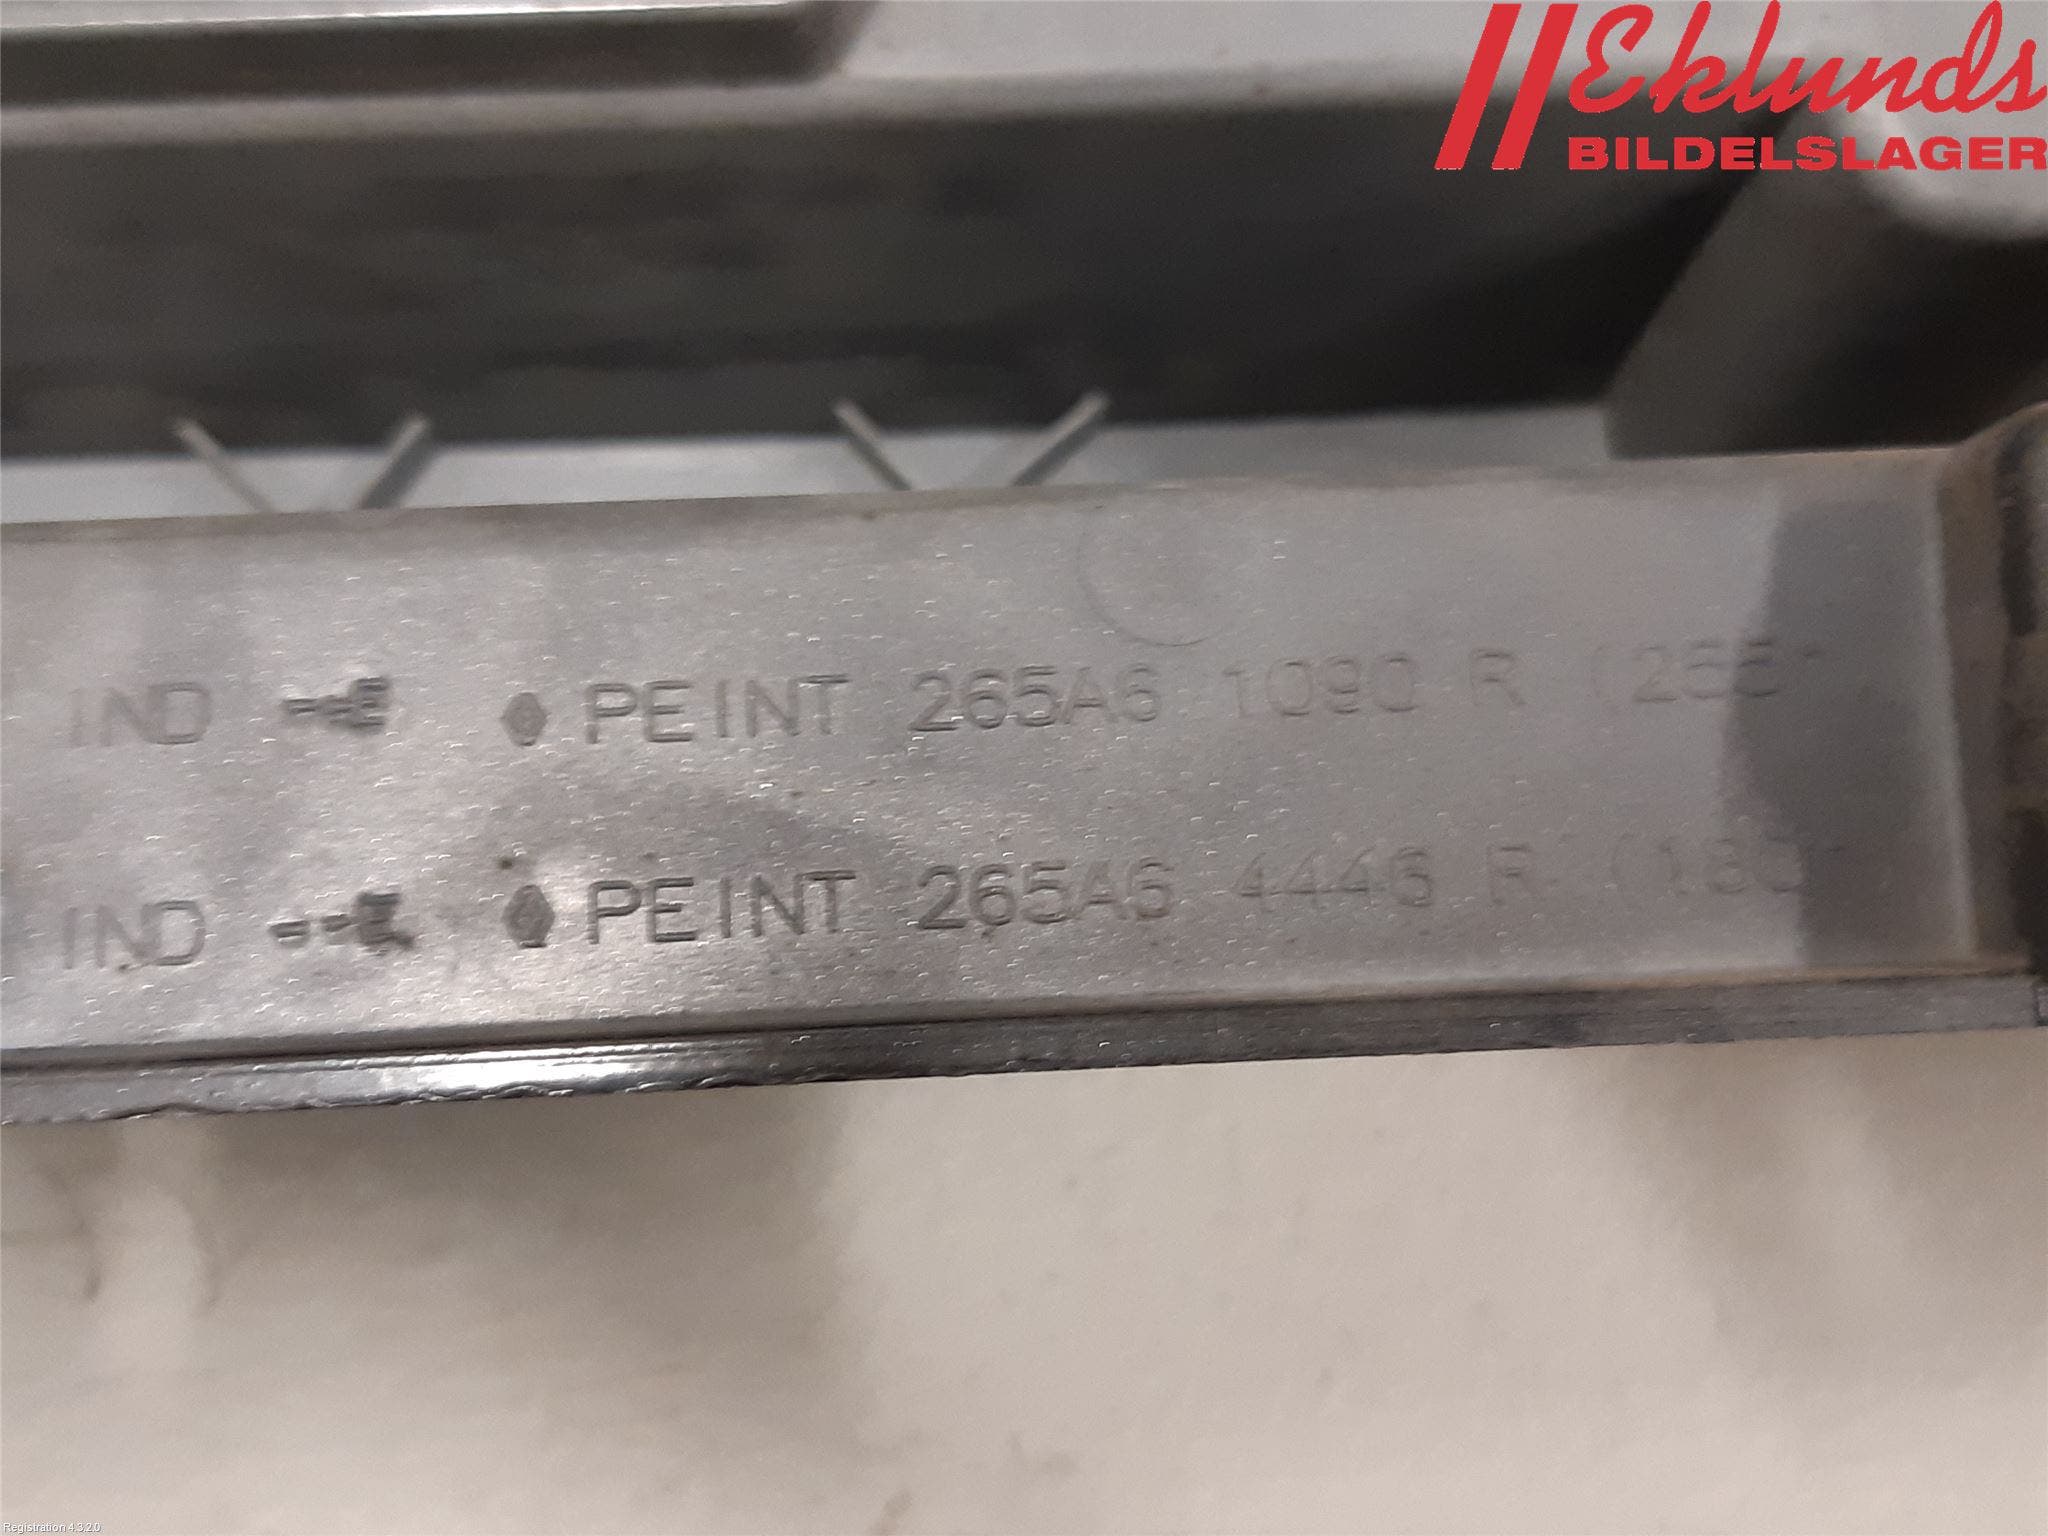 Eklunds
BILDELSLAGER
IND PEINT 265A6 1090 R
IND PEINT 265A6 4446 R
Registration 4.3.2.0